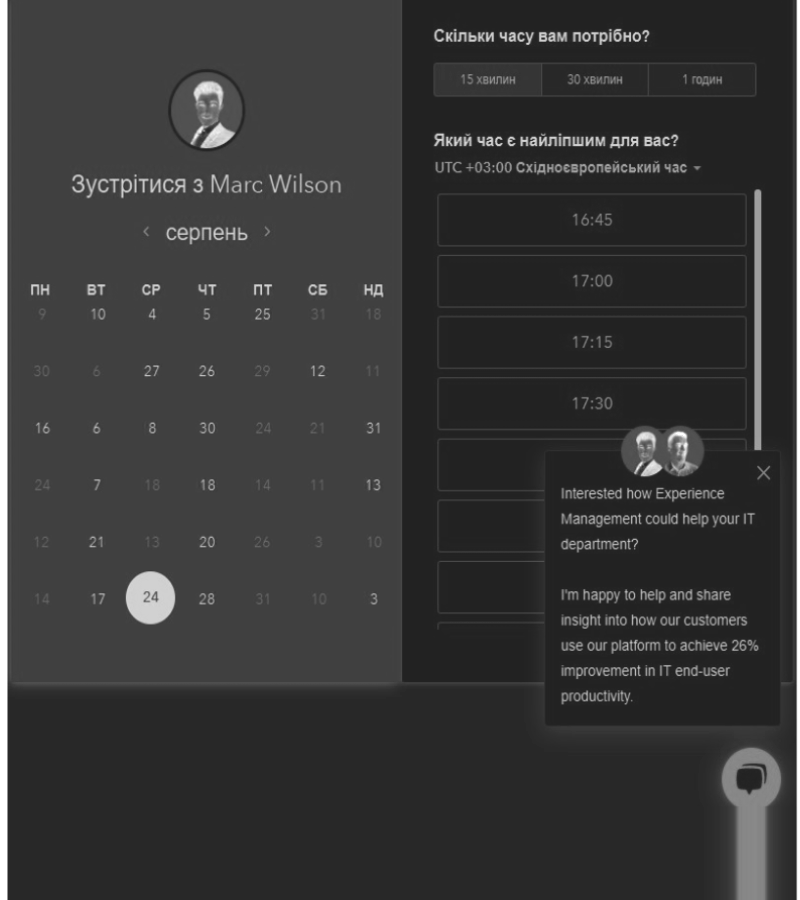 Зустрітися з Marc Wilson
серпень
ПН ВТ СР ЧТ ПТ СБ НД
9 10 4 5 25 31 18
30 6 27 26 29 12 11
16 6 8 30 24 21 31
24 7 18 18 14 11 13
12 21 13 20 26 3 10
14 17 24 28 31 10 3
Скільки часу вам потрібно?
15 хвилин 30 хвилин 1 годин
Який час є найліпшим для вас?
UTC +03:00 Східноєвропейський час
16:45
17:00
17:15
17:30
Interested how Experience
Management could help your IT
department?
I'm happy to help and share
insight into how our customers
use our platform to achieve 26%
improvement in IT end-user
productivity.